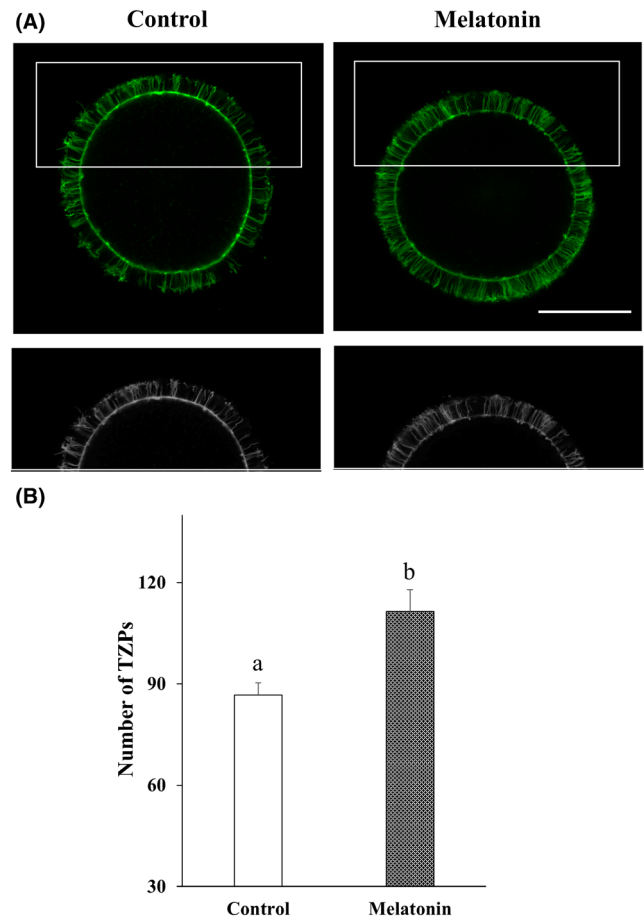 (A)
Control
Melatonin
(B)
Number of TZPs
120
90
60
30
a
b
Control
Melatonin